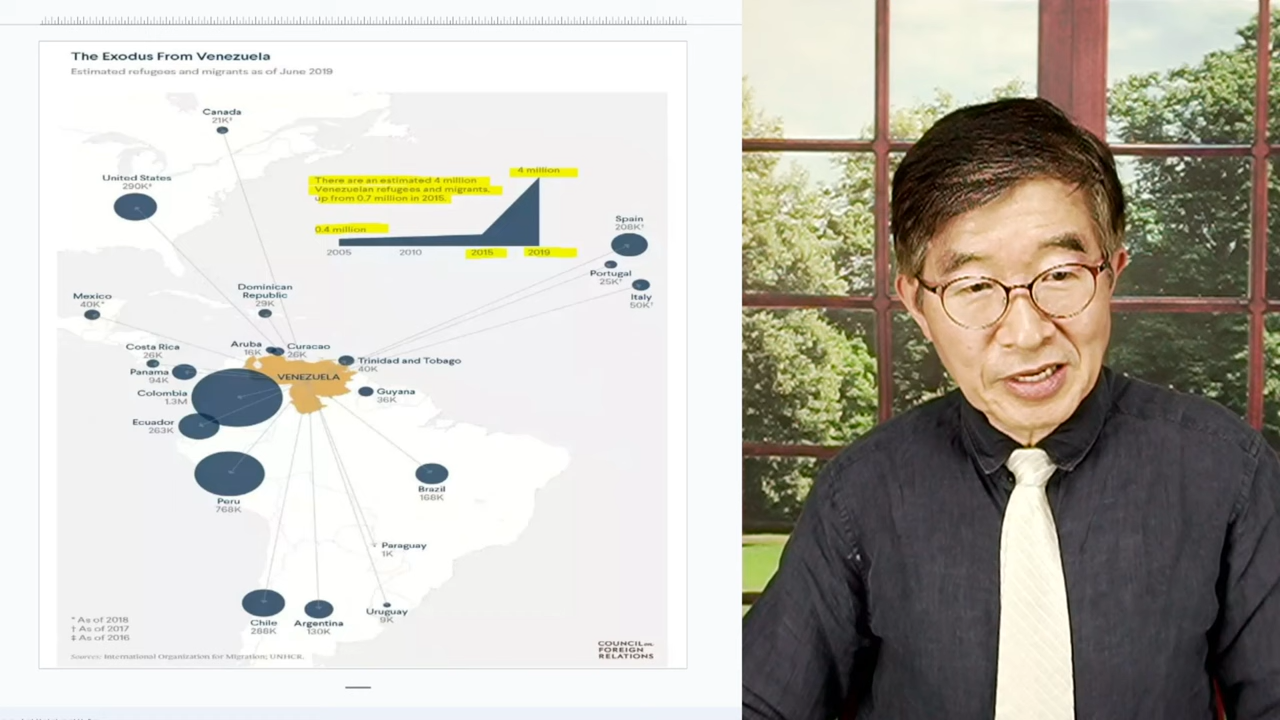 The Exodus From Venezuela
Estimated refugees and migrants as of June 2019
Canada
21K‡
United States
290K†
There are an estimated 4 million
Venezuelan refugees and migrants,
up from 0.7 million in 2015.
4 million
0.4 million
2005
2010
2015
2019
Spain
208K†
Portugal
25K†
Italy
50K†
Mexico
40K*
Dominican
Republic
29K
Costa Rica
26K
Aruba
16K
Curacao
26K
Trinidad and Tobago
40K
Panama
94K
VENEZUELA
Colombia
1.3M
Guyana
36K
Ecuador
263K
Peru
768K
Brazil
168K
Paraguay
1K
Chile
288K
Argentina
130K
Uruguay
9K
* As of 2018
† As of 2017
‡ As of 2016
Sources: International Organization for Migration; UNHCR.
COUNCIL on
FOREIGN
RELATIONS